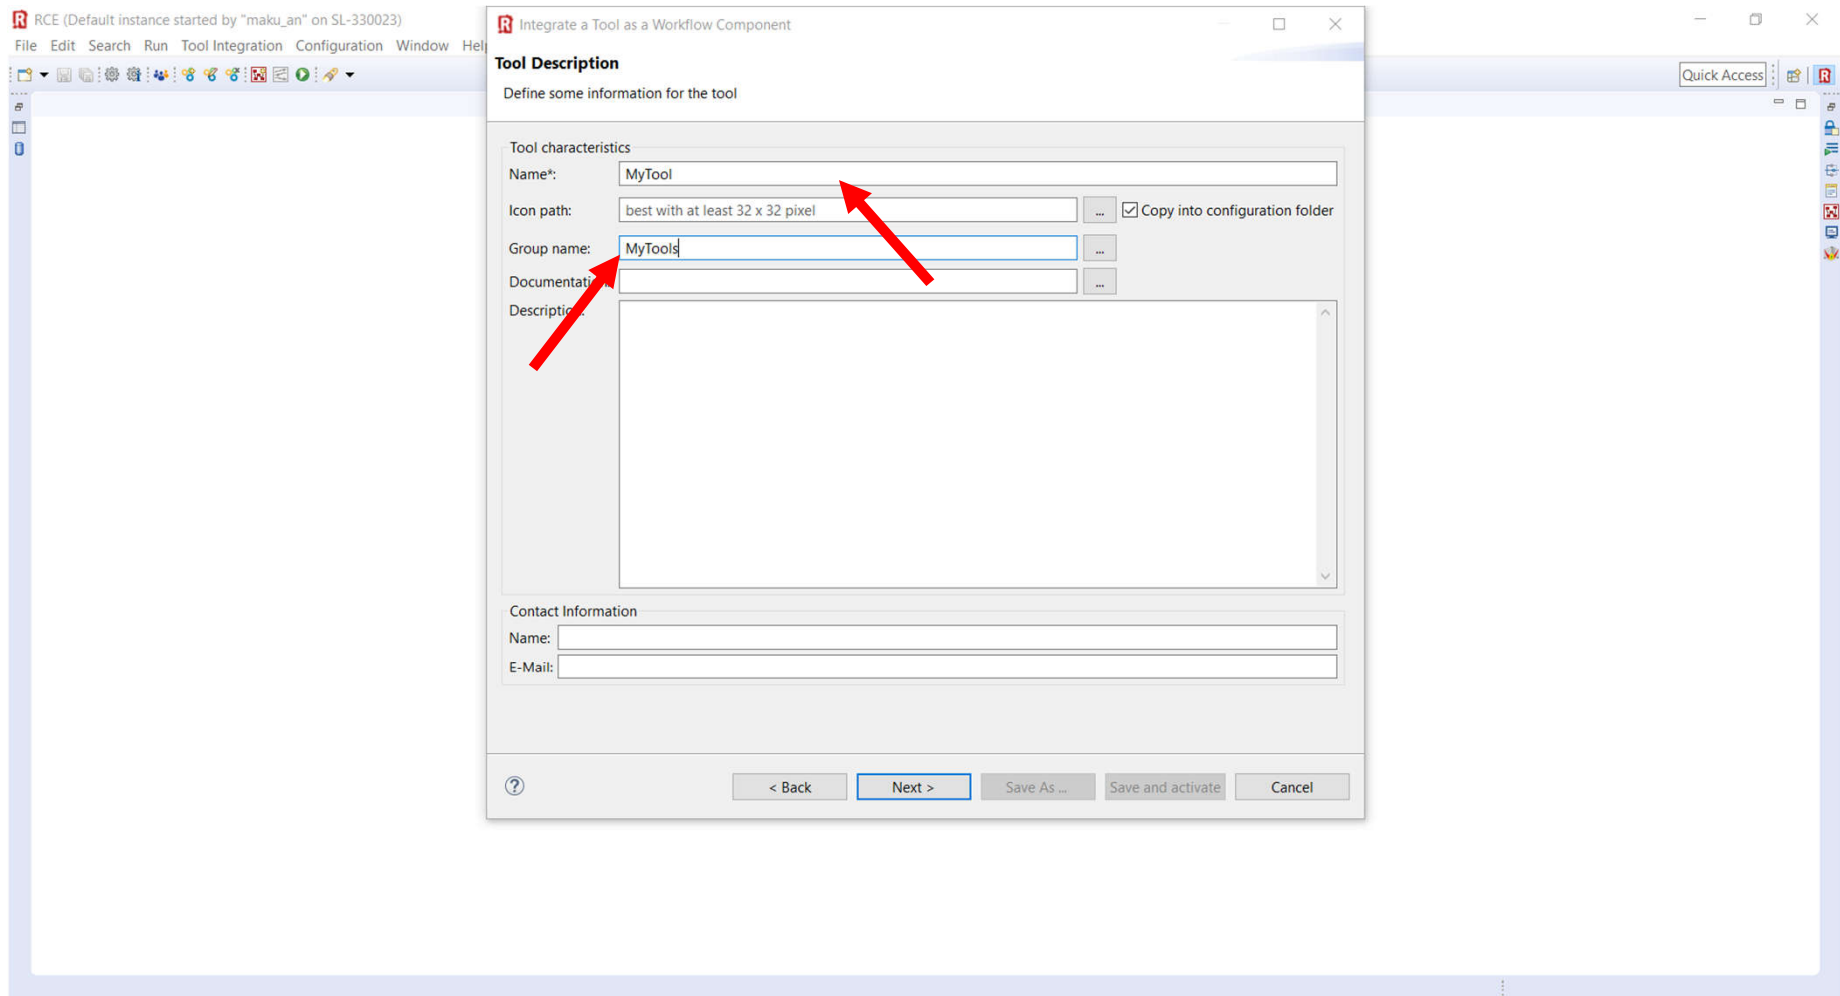 RCE (Default instance started by "maku_an" on SL-330023)
File Edit Search Run Tool Integration Configuration Window Help
Quick Access
Integrate a Tool as a Workflow Component
Tool Description
Define some information for the tool
Tool characteristics
Name*: MyTool
Icon path: best with at least 32 x 32 pixel ... Copy into configuration folder
Group name: MyTools ...
Documentati ...
Description:
Contact Information
Name:
E-Mail:
? < Back Next > Save As ... Save and activate Cancel